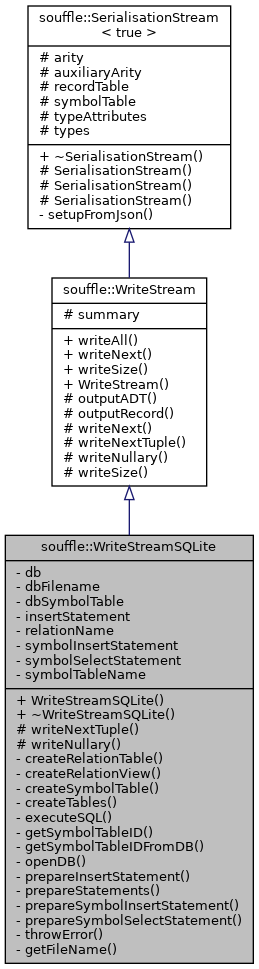 souffle::SerialisationStream
< true >
# arity
# auxiliaryArity
# recordTable
# symbolTable
# typeAttributes
# types
+ ~SerialisationStream()
# SerialisationStream()
# SerialisationStream()
# SerialisationStream()
- setupFromJson()
souffle::WriteStream
# summary
+ writeAll()
+ writeNext()
+ writeSize()
+ WriteStream()
# outputADT()
# outputRecord()
# writeNext()
# writeNextTuple()
# writeNullary()
# writeSize()
souffle::WriteStreamSQLite
- db
- dbFilename
- dbSymbolTable
- insertStatement
- relationName
- symbolInsertStatement
- symbolSelectStatement
- symbolTableName
+ WriteStreamSQLite()
+ ~WriteStreamSQLite()
# writeNextTuple()
# writeNullary()
- createRelationTable()
- createRelationView()
- createSymbolTable()
- createTables()
- executeSQL()
- getSymbolTableID()
- getSymbolTableIDFromDB()
- openDB()
- prepareInsertStatement()
- prepareStatements()
- prepareSymbolInsertStatement()
- prepareSymbolSelectStatement()
- throwError()
- getFileName()